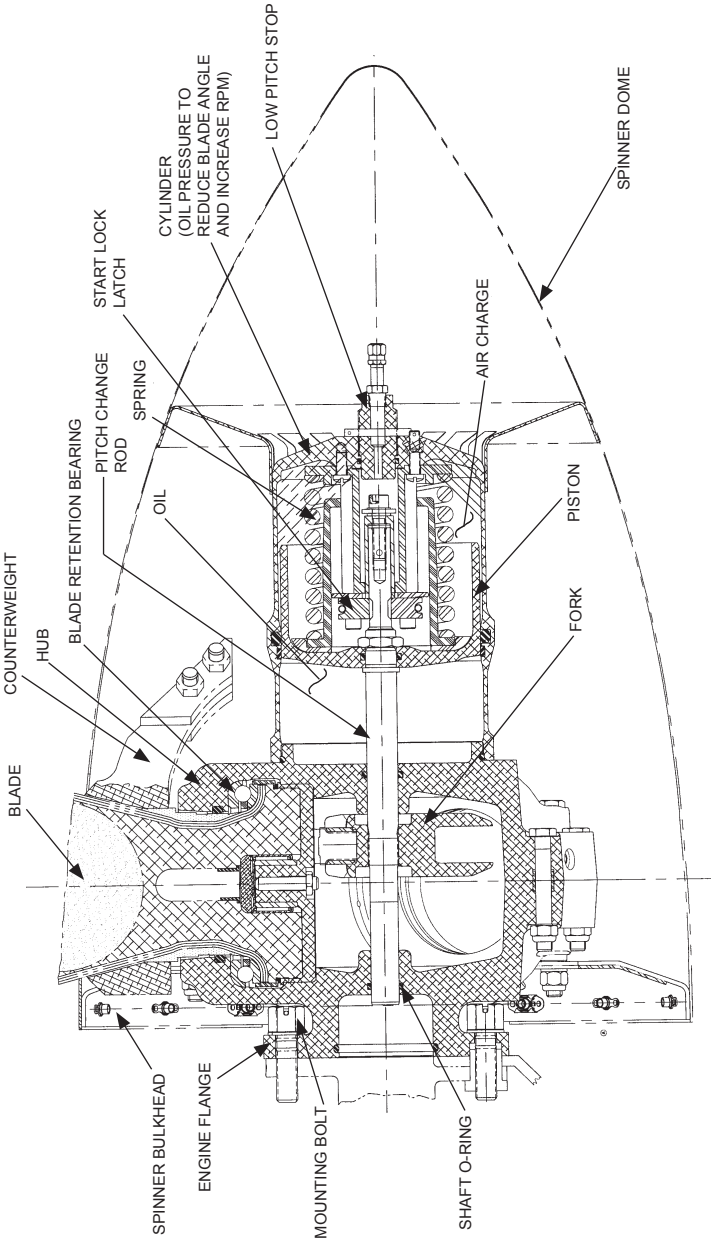 COUNTERWEIGHT
HUB
BLADE
BLADE RETENTION BEARING
PITCH CHANGE
ROD
SPRING
OIL
START LOCK
LATCH
CYLINDER
(OIL PRESSURE TO
REDUCE BLADE ANGLE
AND INCREASE RPM)
LOW PITCH STOP
SPINNER DOME
AIR CHARGE
PISTON
FORK
SPINNER BULKHEAD
ENGINE FLANGE
MOUNTING BOLT
SHAFT O-RING